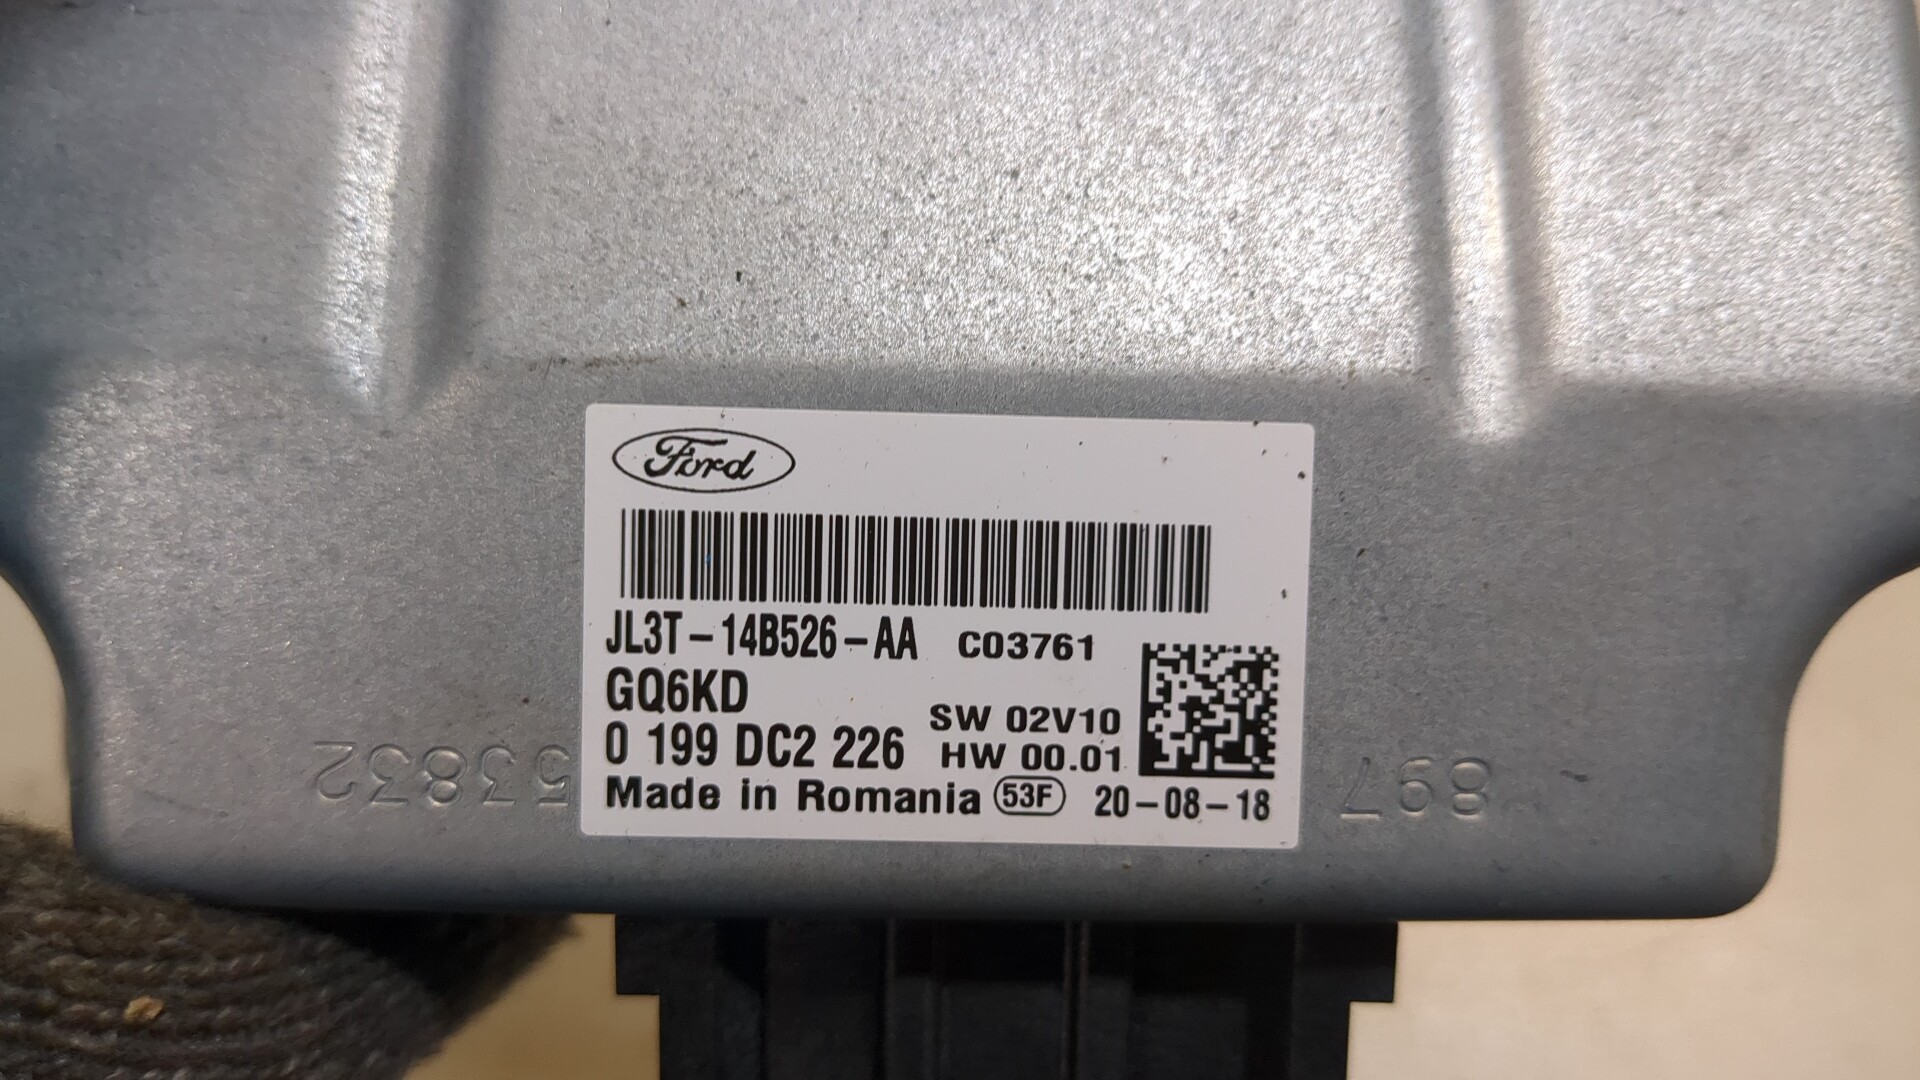 Ford
JL3T-14B526-AA C03761
GQ6KD
SW 02V10
0 199 DC2 226 HW 00.01
Made in Romania 53F 20-08-18
897
53832